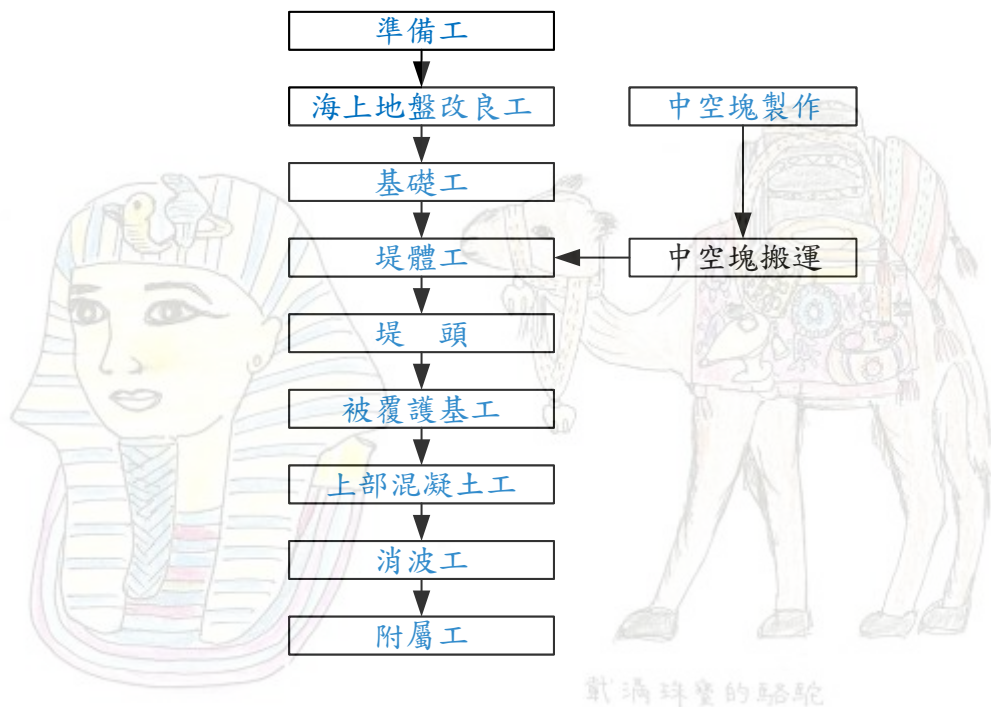 準備工
海上地盤改良工
中空塊製作
基礎工
堤體工
中空塊搬運
堤　頭
被覆護基工
上部混凝土工
消波工
附屬工
戴滿珠寶的駱駝